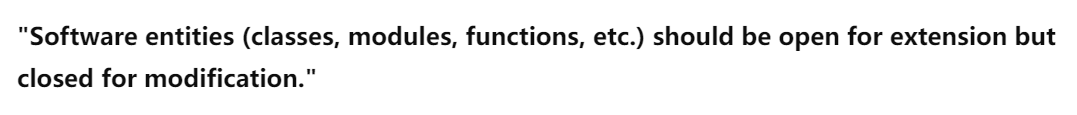 "Software entities (classes, modules, functions, etc.) should be open for extension but
closed for modification."